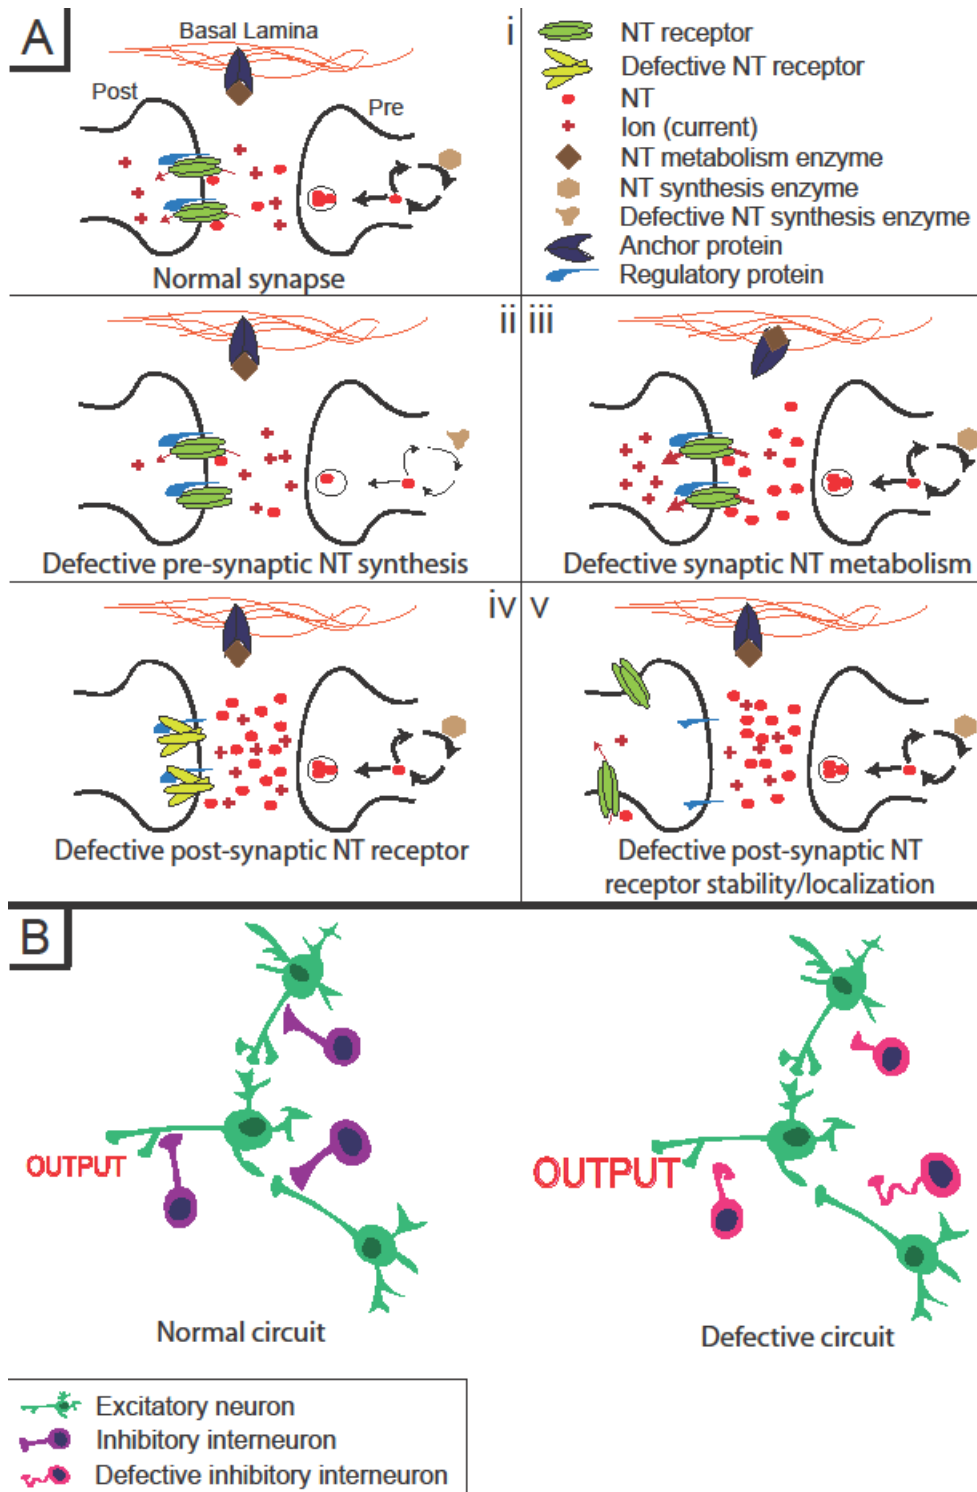 A
Basal Lamina
Post
Pre
Normal synapse
i
NT receptor
Defective NT receptor
NT
Ion (current)
NT metabolism enzyme
NT synthesis enzyme
Defective NT synthesis enzyme
Anchor protein
Regulatory protein
ii
Defective pre-synaptic NT synthesis
iii
Defective synaptic NT metabolism
iv
Defective post-synaptic NT receptor
v
Defective post-synaptic NT
receptor stability/localization
B
OUTPUT
Normal circuit
OUTPUT
Defective circuit
Excitatory neuron
Inhibitory interneuron
Defective inhibitory interneuron